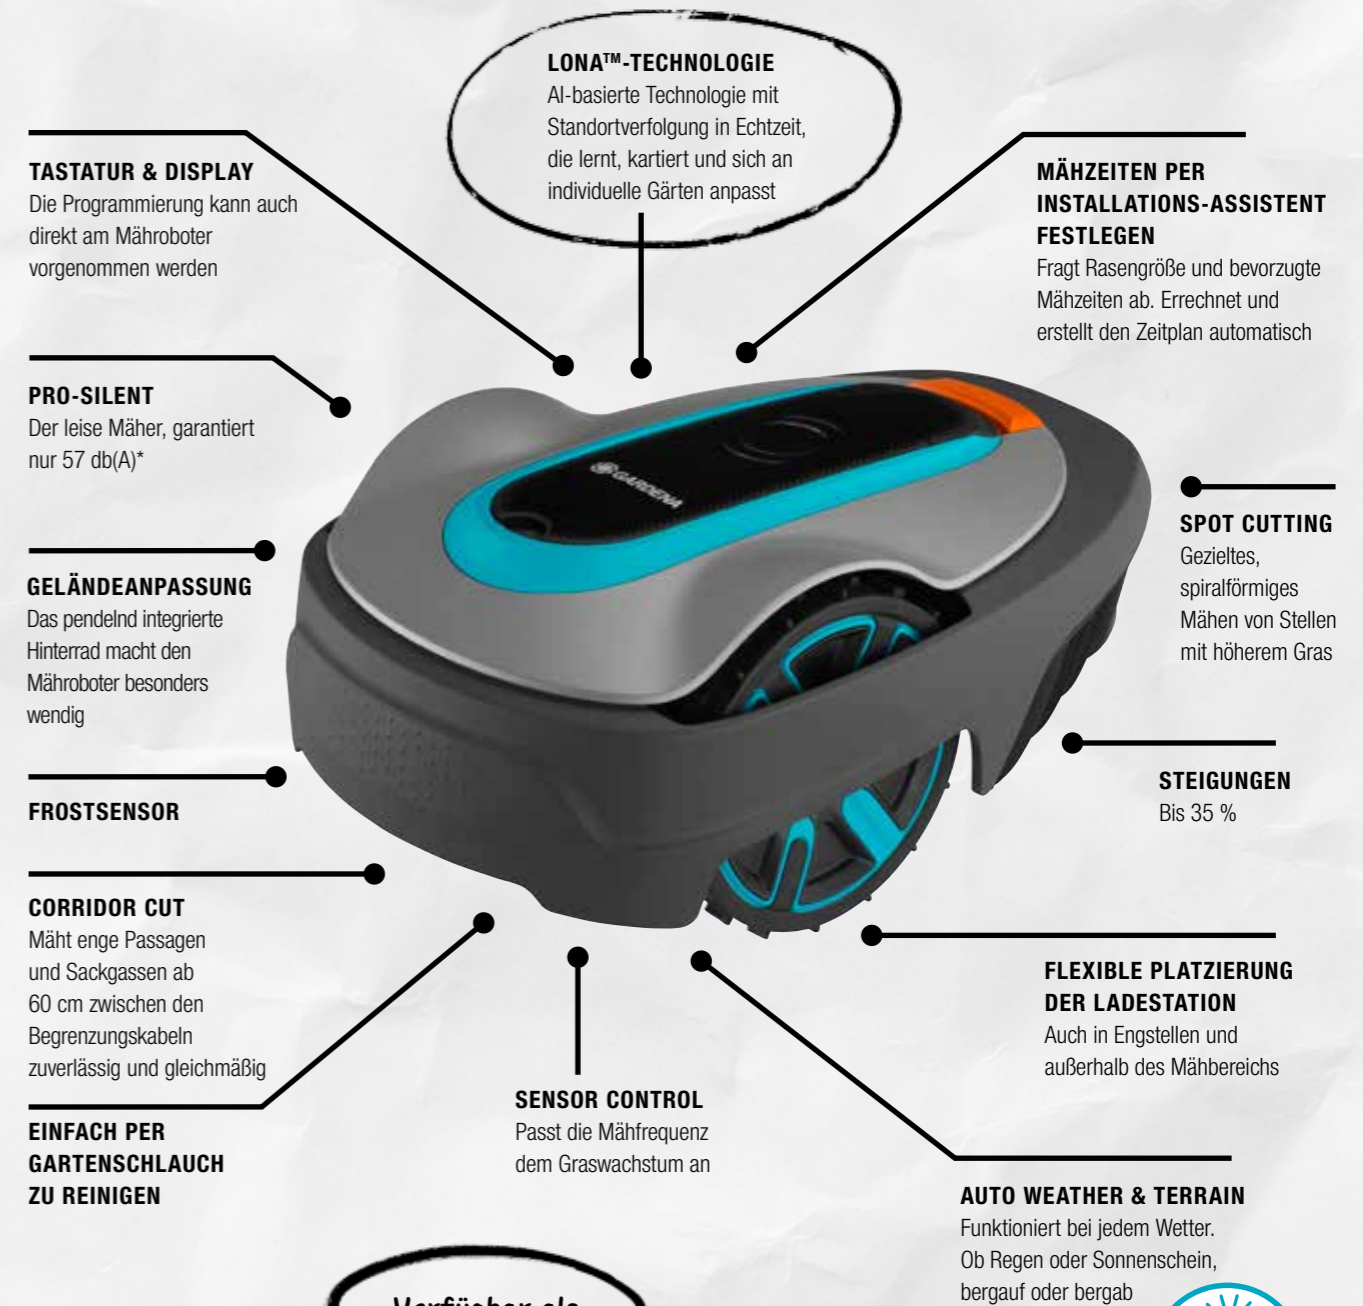 LONA™-TECHNOLOGIE
AI-basierte Technologie mit
Standortverfolgung in Echtzeit,
die lernt, kartiert und sich an
individuelle Gärten anpasst
TASTATUR & DISPLAY
Die Programmierung kann auch
direkt am Mähroboter
vorgenommen werden
MÄHZEITEN PER
INSTALLATIONS-ASSISTENT
FESTLEGEN
Fragt Rasengröße und bevorzugte
Mähzeiten ab. Errechnet und
erstellt den Zeitplan automatisch
PRO-SILENT
Der leise Mäher, garantiert
nur 57 db(A)*
GARDENA
SPOT CUTTING
Gezieltes,
spiralförmiges
Mähen von Stellen
mit höherem Gras
GELÄNDEANPASSUNG
Das pendelnd integrierte
Hinterrad macht den
Mähroboter besonders
wendig
STEIGUNGEN
Bis 35 %
FROSTSENSOR
CORRIDOR CUT
Mäht enge Passagen
und Sackgassen ab
60 cm zwischen den
Begrenzungskabeln
zuverlässig und gleichmäßig
FLEXIBLE PLATZIERUNG
DER LADESTATION
Auch in Engstellen und
außerhalb des Mähbereichs
EINFACH PER
GARTENSCHLAUCH
ZU REINIGEN
SENSOR CONTROL
Passt die Mähfrequenz
dem Graswachstum an
AUTO WEATHER & TERRAIN
Funktioniert bei jedem Wetter.
Ob Regen oder Sonnenschein,
bergauf oder bergab
Verfügbar als